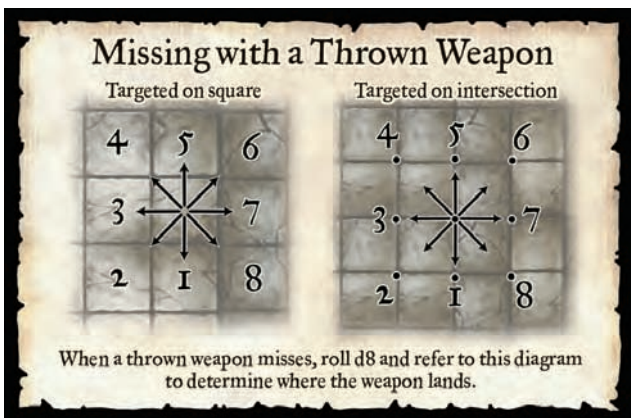 Missing with a Thrown Weapon
Targeted on square
Targeted on intersection
4 5 6
3 7
2 1 8
4 5 6
3 7
2 1 8
When a thrown weapon misses, roll d8 and refer to this diagram
to determine where the weapon lands.